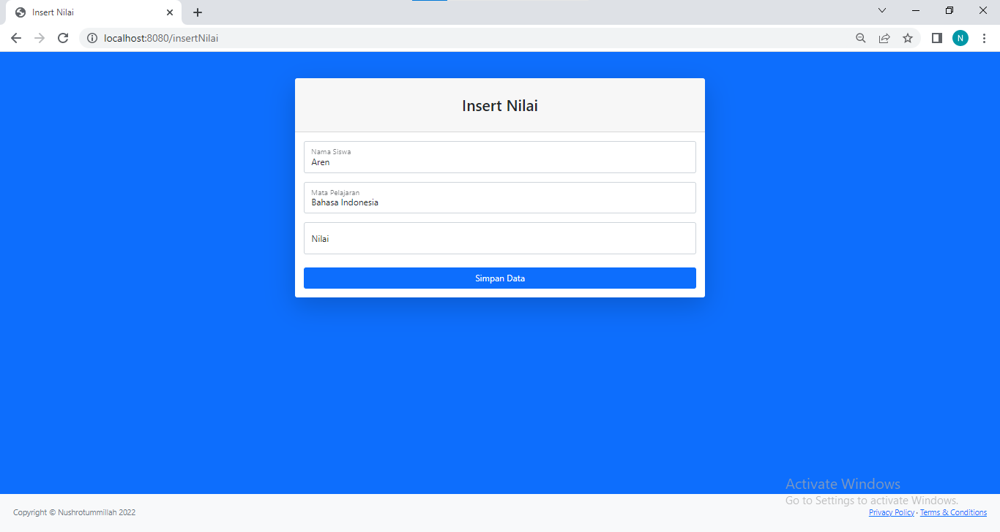 Insert Nilai
localhost:8080/insertNilai
N
Insert Nilai
Nama Siswa
Aren
Mata Pelajaran
Bahasa Indonesia
Nilai
Simpan Data
Activate Windows
Go to Settings to activate Windows.
Copyright © Nushrotummillah 2022
Privacy Policy · Terms & Conditions